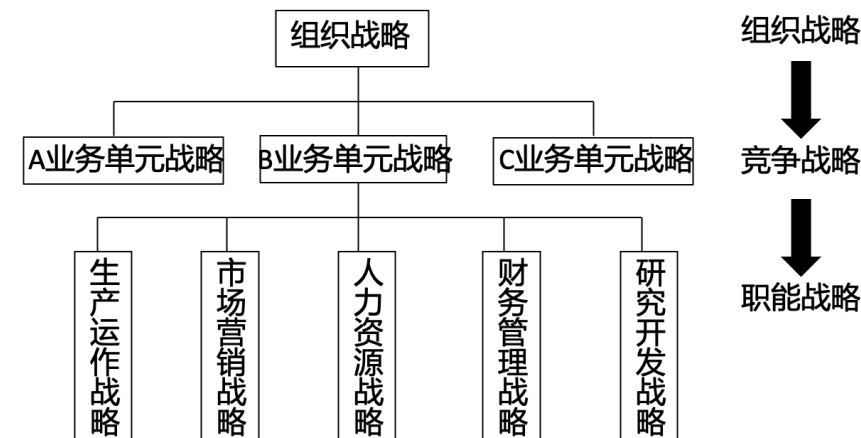 组织战略
组织战略
A业务单元战略
B业务单元战略
C业务单元战略
竞争战略
生产运作战略
市场营销战略
人力资源战略
财务管理战略
研究开发战略
职能战略